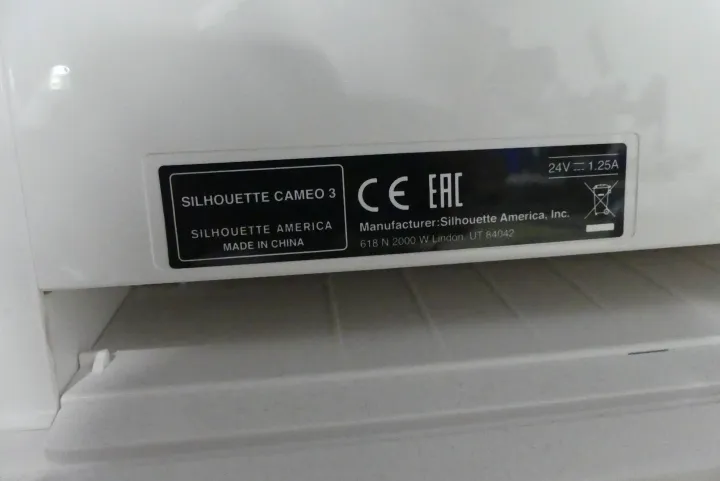 SILHOUETTE CAMEO 3
SILHOUETTE AMERICA
MADE IN CHINA
CE EAC
Manufacturer:Silhouette America, Inc.
618 N 2000 W Lindon, UT 84042
24V ⎓ 1.25A